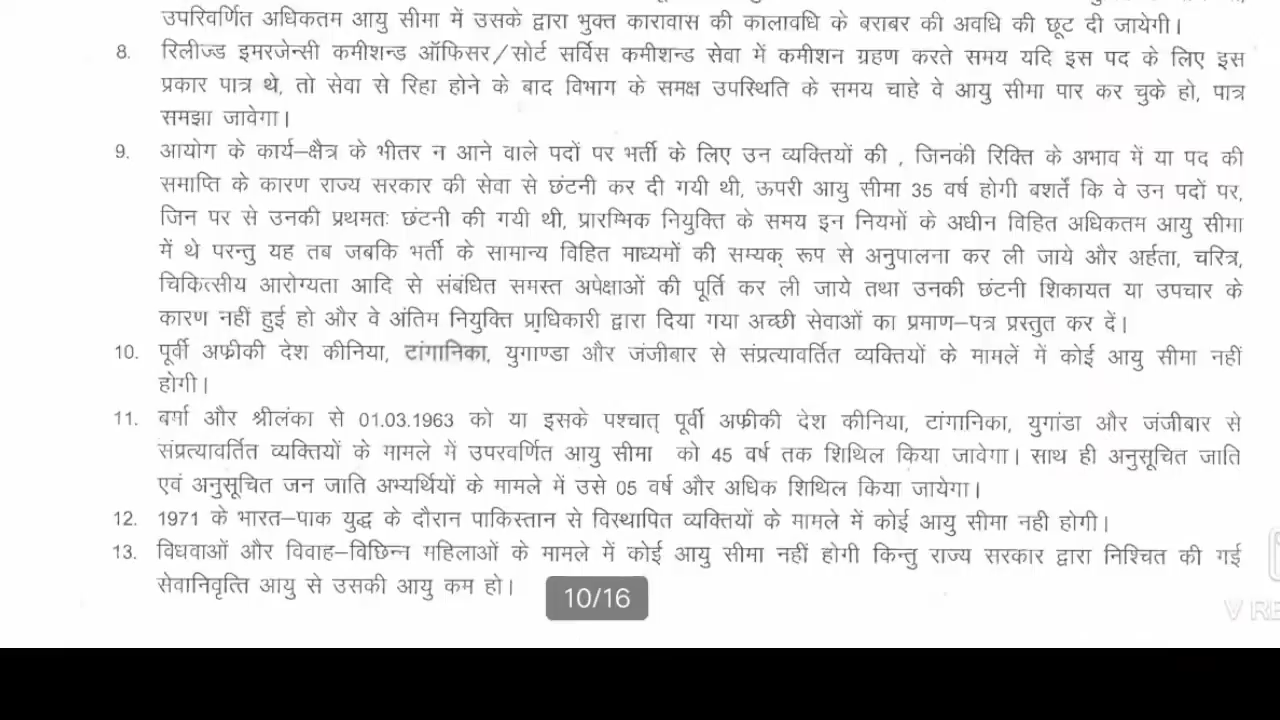 उपरिवर्णित अधिकतम आयु सीमा में उसके द्वारा भुक्त कारावास की कालावधि के बराबर की अवधि की छूट दी जायेगी।
8. रिलीज्ड इमरजेन्सी कमीशन्ड ऑफिसर/सोर्ट सर्विस कमीशन्ड सेवा में कमीशन ग्रहण करते समय यदि इस पद के लिए इस
प्रकार पात्र थे, तो सेवा से रिहा होने के बाद विभाग के समक्ष उपस्थिति के समय चाहे वे आयु सीमा पार कर चुके हो, पात्र
समझा जावेगा।
9. आयोग के कार्य–क्षैत्र के भीतर न आने वाले पदों पर भर्ती के लिए उन व्यक्तियों की , जिनकी रिक्ति के अभाव में या पद की
समाप्ति के कारण राज्य सरकार की सेवा से छंटनी कर दी गयी थी, ऊपरी आयु सीमा 35 वर्ष होगी बशर्ते कि वे उन पदों पर,
जिन पर से उनकी प्रथमतः छंटनी की गयी थी, प्रारम्भिक नियुक्ति के समय इन नियमों के अधीन विहित अधिकतम आयु सीमा
में थे परन्तु यह तब जबकि भर्ती के सामान्य विहित माध्यमों की सम्यक् रूप से अनुपालना कर ली जाये और अर्हता, चरित्र,
चिकित्सीय आरोग्यता आदि से संबंधित समस्त अपेक्षाओं की पूर्ति कर ली जाये तथा उनकी छंटनी शिकायत या उपचार के
कारण नहीं हुई हो और वे अंतिम नियुक्ति प्राधिकारी द्वारा दिया गया अच्छी सेवाओं का प्रमाण–पत्र प्रस्तुत कर दें।
10. पूर्वी अफ्रीकी देश कीनिया, टांगानिका, युगाण्डा और जंजीबार से संप्रत्यावर्तित व्यक्तियों के मामलें में कोई आयु सीमा नहीं
होगी।
11. बर्मा और श्रीलंका से 01.03.1963 को या इसके पश्चात् पूर्वी अफ्रीकी देश कीनिया, टांगानिका, युगांडा और जंजीबार से
संप्रत्यावर्तित व्यक्तियों के मामले में उपरवर्णित आयु सीमा को 45 वर्ष तक शिथिल किया जावेगा। साथ ही अनुसूचित जाति
एवं अनुसूचित जन जाति अभ्यर्थियों के मामले में उसे 05 वर्ष और अधिक शिथिल किया जायेगा।
12. 1971 के भारत–पाक युद्ध के दौरान पाकिस्तान से विस्थापित व्यक्तियों के मामले में कोई आयु सीमा नही होगी।
13. विधवाओं और विवाह–विछिन्न महिलाओं के मामले में कोई आयु सीमा नहीं होगी किन्तु राज्य सरकार द्वारा निश्चित की गई
सेवानिवृत्ति आयु से उसकी आयु कम हो।
10/16